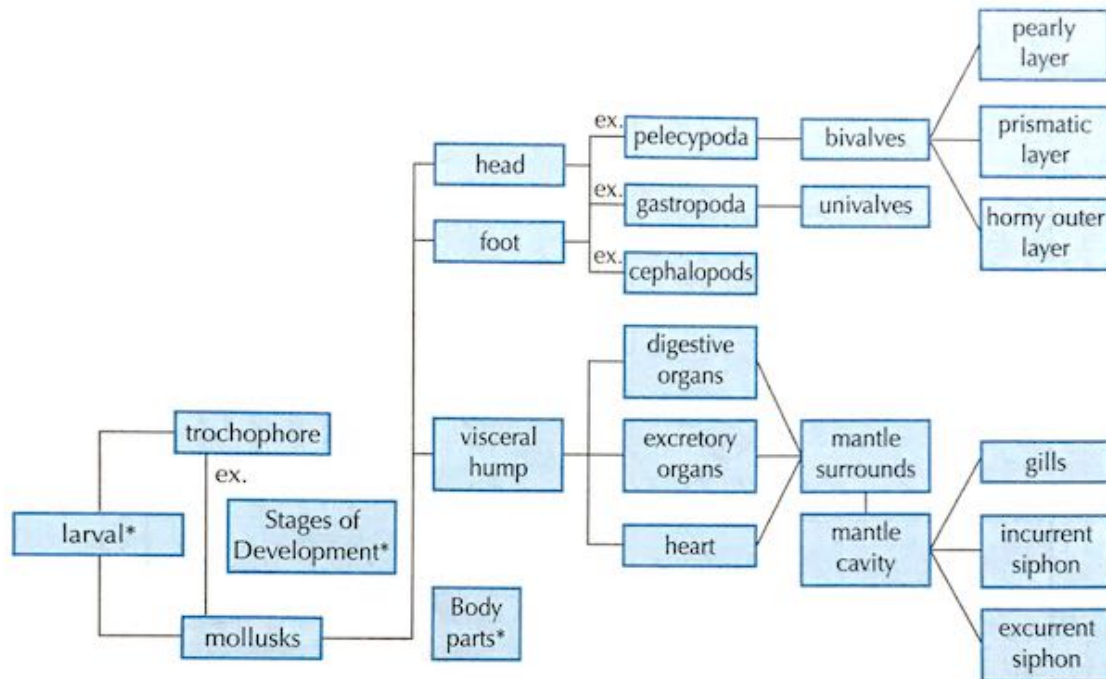 pearly
layer
ex.
pelecypoda
bivalves
prismatic
layer
head
ex.
gastropoda
univalves
horny outer
layer
foot
ex.
cephalopods
digestive
organs
trochophore
visceral
hump
excretory
organs
mantle
surrounds
gills
ex.
larval*
Stages of
Development*
heart
mantle
cavity
incurrent
siphon
mollusks
Body
parts*
excurrent
siphon